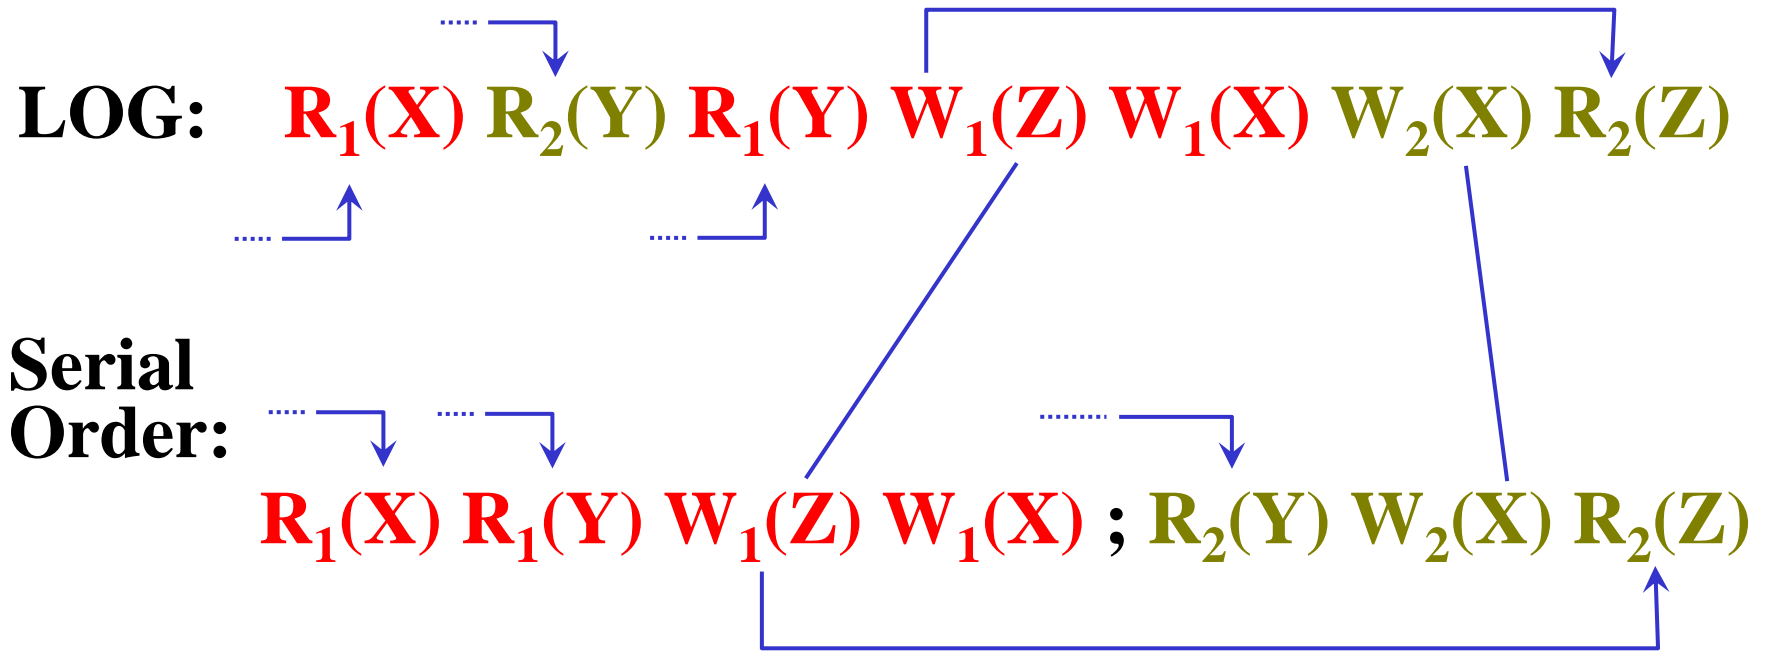 LOG: R₁(X) R₂(Y) R₁(Y) W₁(Z) W₁(X) W₂(X) R₂(Z)
Serial
Order:
R₁(X) R₁(Y) W₁(Z) W₁(X) ; R₂(Y) W₂(X) R₂(Z)